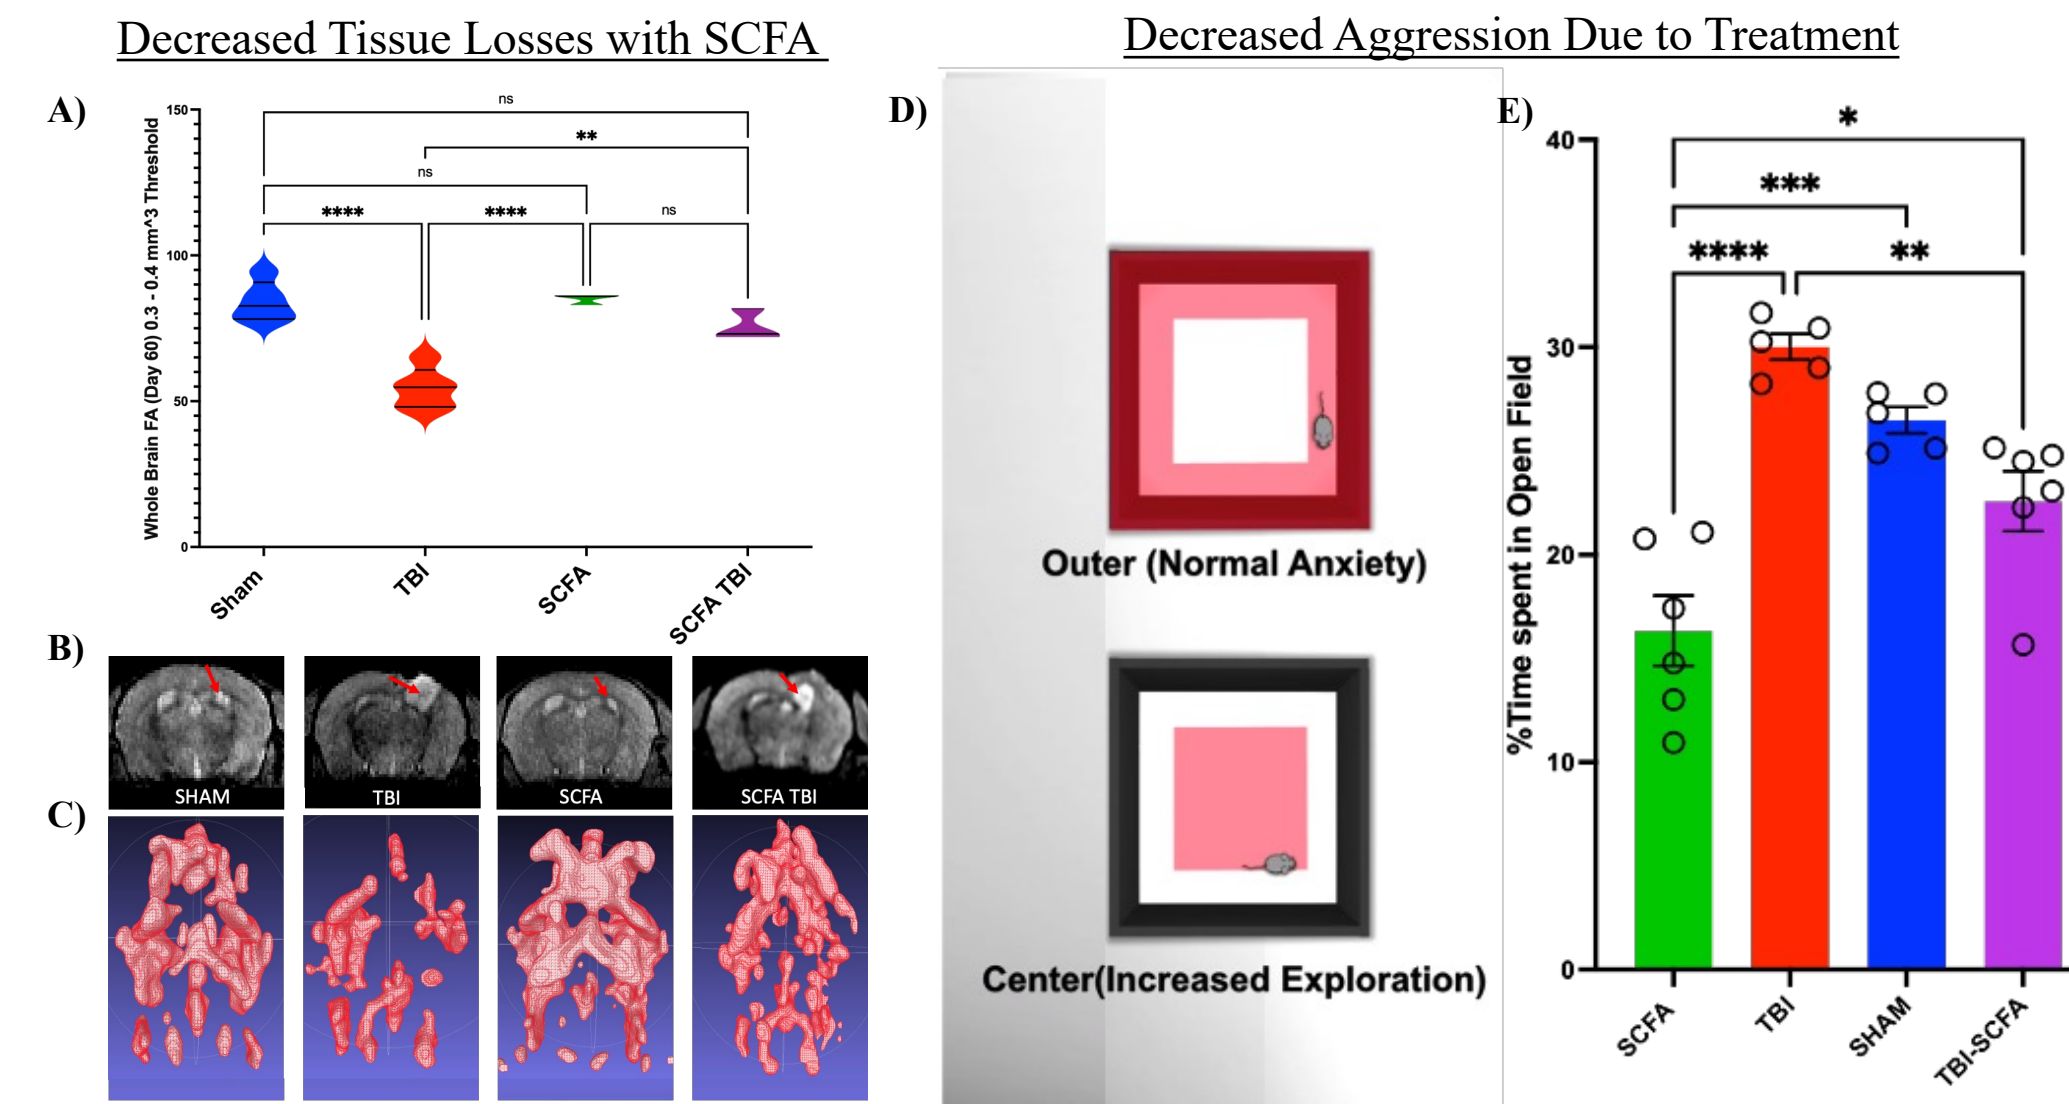 Decreased Tissue Losses with SCFA
Decreased Aggression Due to Treatment
A)
Whole Brain FA (Day 60) 0.3 - 0.4 mm^3 Threshold
150
100
50
0
ns
**
ns
****
****
ns
Sham
TBI
SCFA
SCFA TBI
B)
SHAM
TBI
SCFA
SCFA TBI
C)
D)
Outer (Normal Anxiety)
Center(Increased Exploration)
E)
%Time spent in Open Field
40
30
20
10
0
*
***
****
**
SCFA
TBI
SHAM
TBI-SCFA